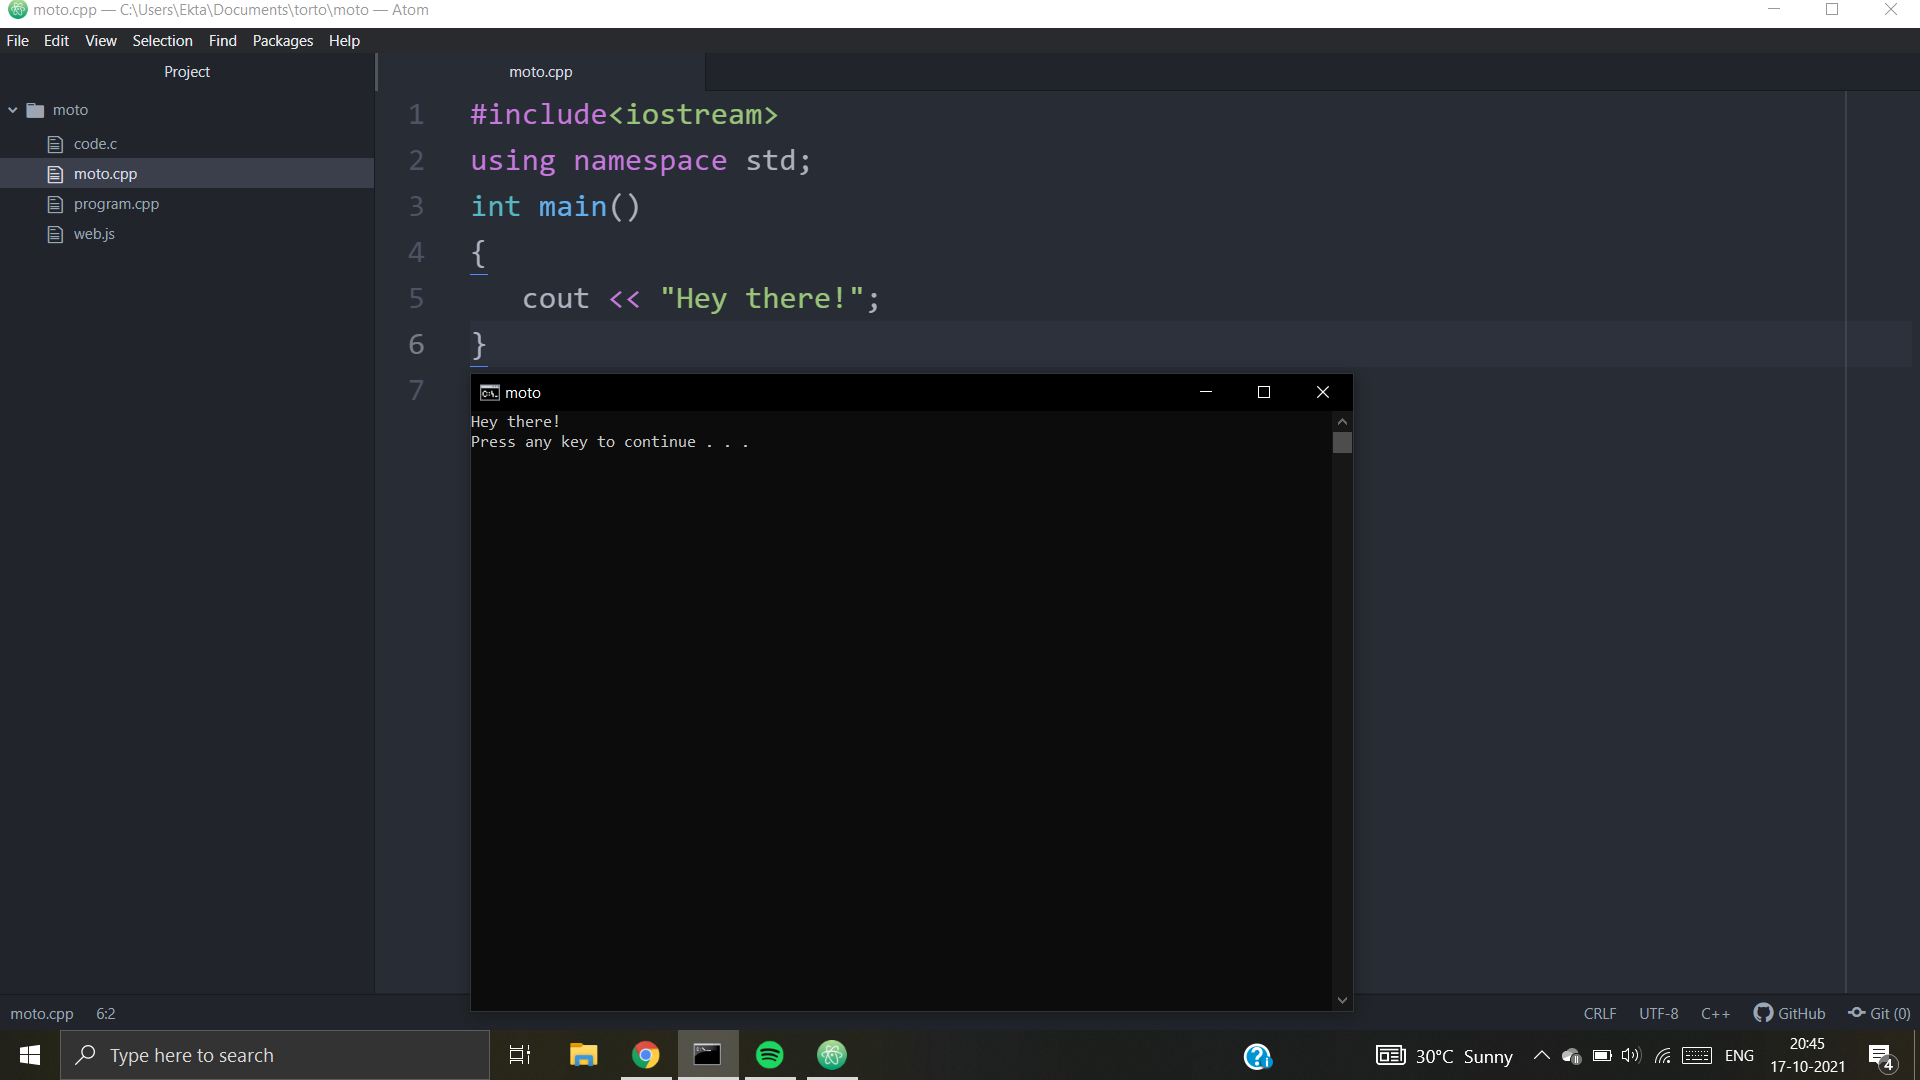 moto.cpp — C:\Users\Ekta\Documents\torto\moto — Atom
File Edit View Selection Find Packages Help
Project
moto.cpp
moto
code.c
moto.cpp
program.cpp
web.js
1 #include<iostream>
2 using namespace std;
3 int main()
4 {
5    cout << "Hey there!";
6 }
7
moto
Hey there!
Press any key to continue . . .
moto.cpp 6:2
CRLF UTF-8 C++ GitHub Git (0)
Type here to search
30°C Sunny
ENG
20:45
17-10-2021
4